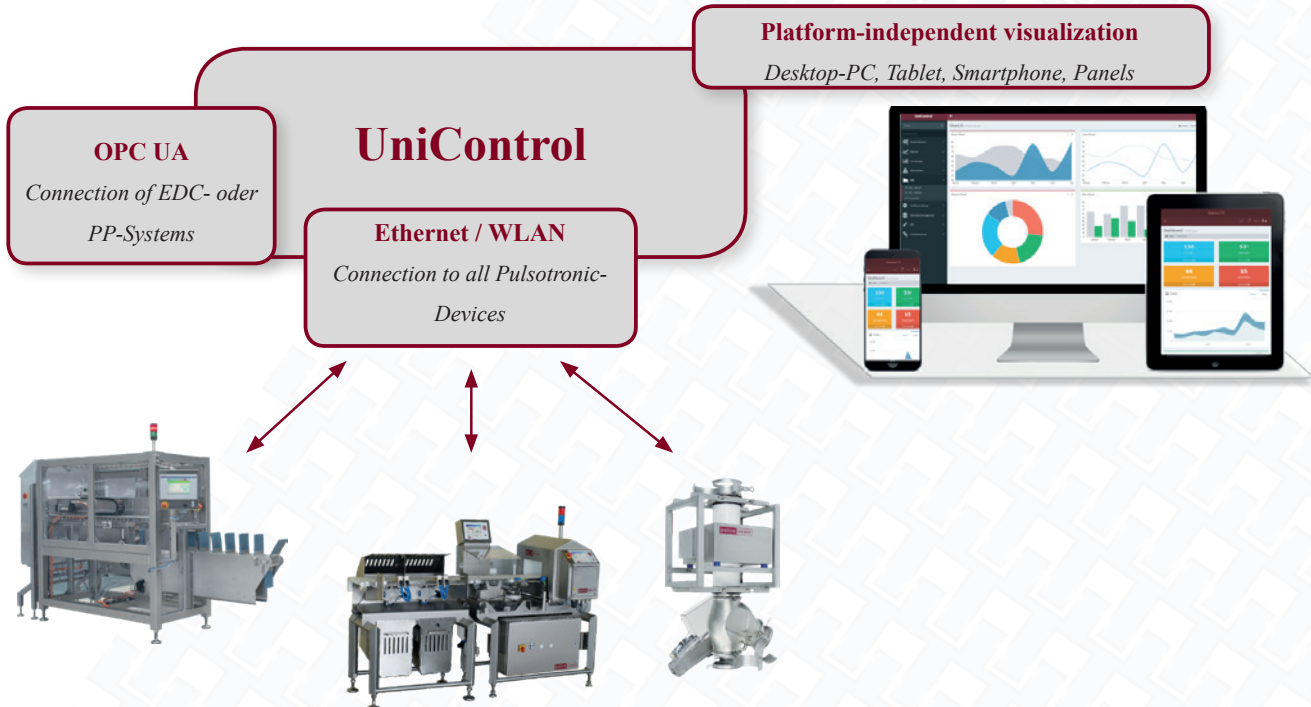 Platform-independent visualization
Desktop-PC, Tablet, Smartphone, Panels
UniControl
OPC UA
Connection of EDC- oder
PP-Systems
Ethernet / WLAN
Connection to all Pulsotronic-
Devices
UniControl